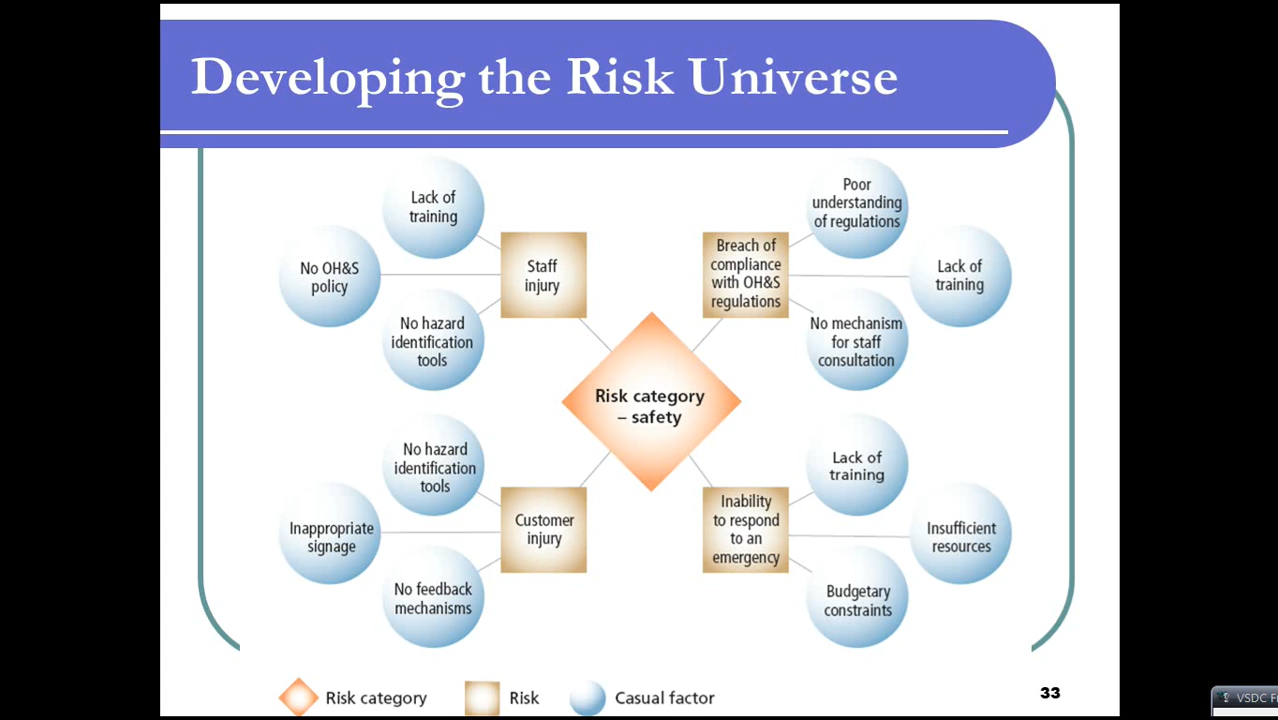 Developing the Risk Universe
Lack of
training
No OH&S
policy
No hazard
identification
tools
Staff
injury
Breach of
compliance
with OH&S
regulations
Poor
understanding
of regulations
Lack of
training
No mechanism
for staff
consultation
Risk category
– safety
No hazard
identification
tools
Inappropriate
signage
No feedback
mechanisms
Customer
injury
Inability
to respond
to an
emergency
Lack of
training
Insufficient
resources
Budgetary
constraints
Risk category
Risk
Casual factor
33
VSDC